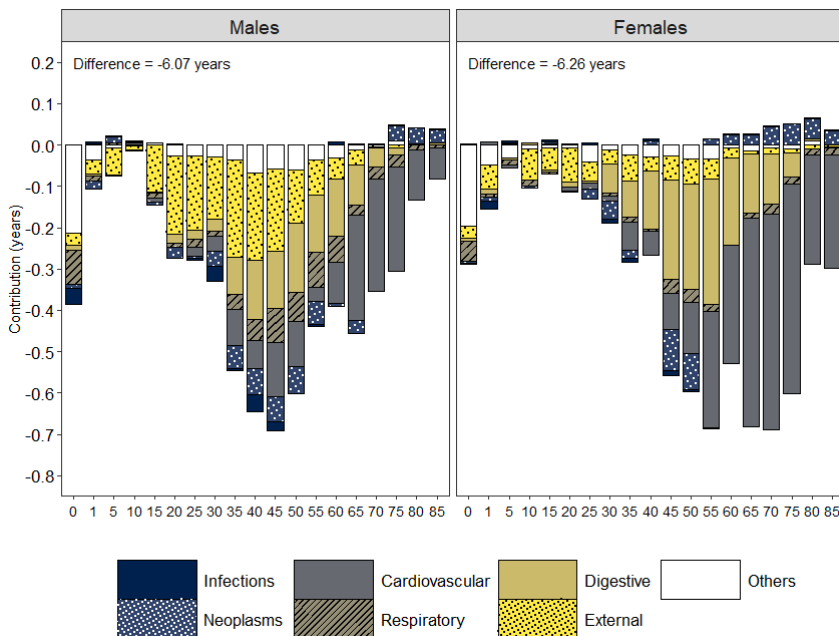 Males Females
Difference = -6.07 years Difference = -6.26 years
Contribution (years)
0.2
0.1
0.0
-0.1
-0.2
-0.3
-0.4
-0.5
-0.6
-0.7
-0.8
0 1 5 10 15 20 25 30 35 40 45 50 55 60 65 70 75 80 85 0 1 5 10 15 20 25 30 35 40 45 50 55 60 65 70 75 80 85
Infections Cardiovascular Digestive Others
Neoplasms Respiratory External